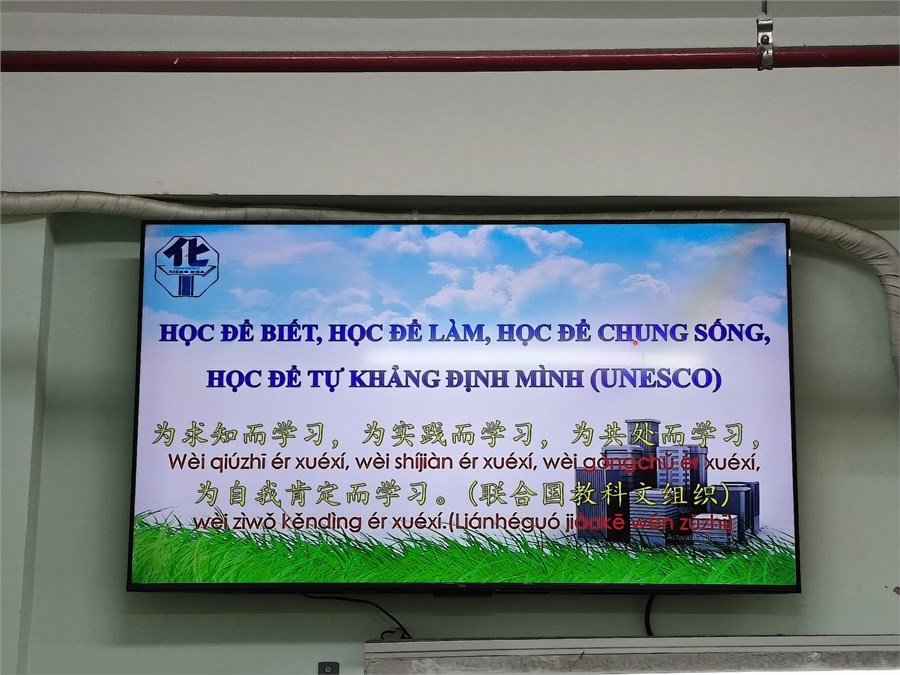 化
HỌC ĐỂ BIẾT, HỌC ĐỂ LÀM, HỌC ĐỂ CHỤNG SỐNG,
HỌC ĐỂ TỰ KHẲNG ĐỊNH MÌNH (UNESCO)
为求知而学习，为实践而学习，为共处而学习，
Wèi qiúzhī ér xuéxí, wèi shíjiàn ér xuéxí, wèi gòngchǔ ér xuéxí,
为自我肯定而学习。(联合国教科文组织)
wèi zìwǒ kěndìng ér xuéxí.(Liánhéguó jiàokē wén zǔzhī)